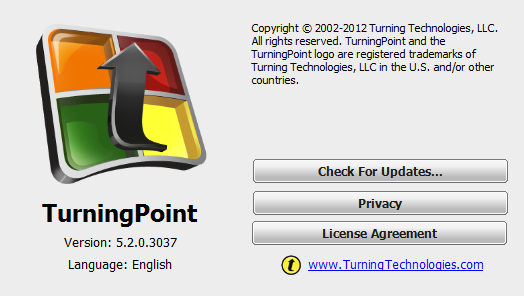 TurningPoint
Version: 5.2.0.3037
Language: English
Copyright © 2002-2012 Turning Technologies, LLC.
All rights reserved. TurningPoint and the
TurningPoint logo are registered trademarks of
Turning Technologies, LLC in the U.S. and/or other
countries.
Check For Updates...
Privacy
License Agreement
t www.TurningTechnologies.com